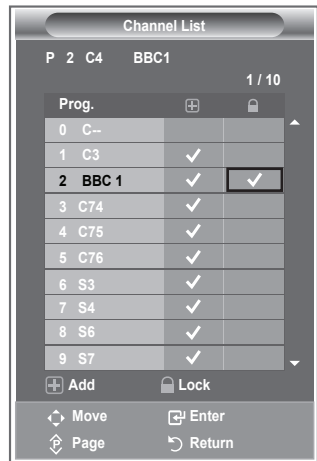 Channel List
P 2 C4 BBC1
1 / 10
Prog.
0 C--
1 C3
2 BBC 1
3 C74
4 C75
5 C76
6 S3
7 S4
8 S6
9 S7
Add Lock
Move Enter
Page Return